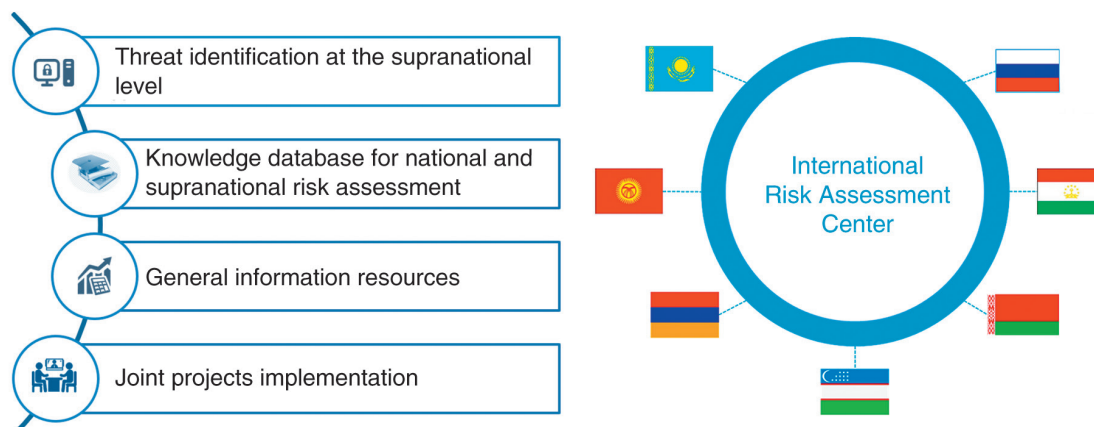 Threat identification at the supranational
level
Knowledge database for national and
supranational risk assessment
General information resources
Joint projects implementation
International
Risk Assessment
Center